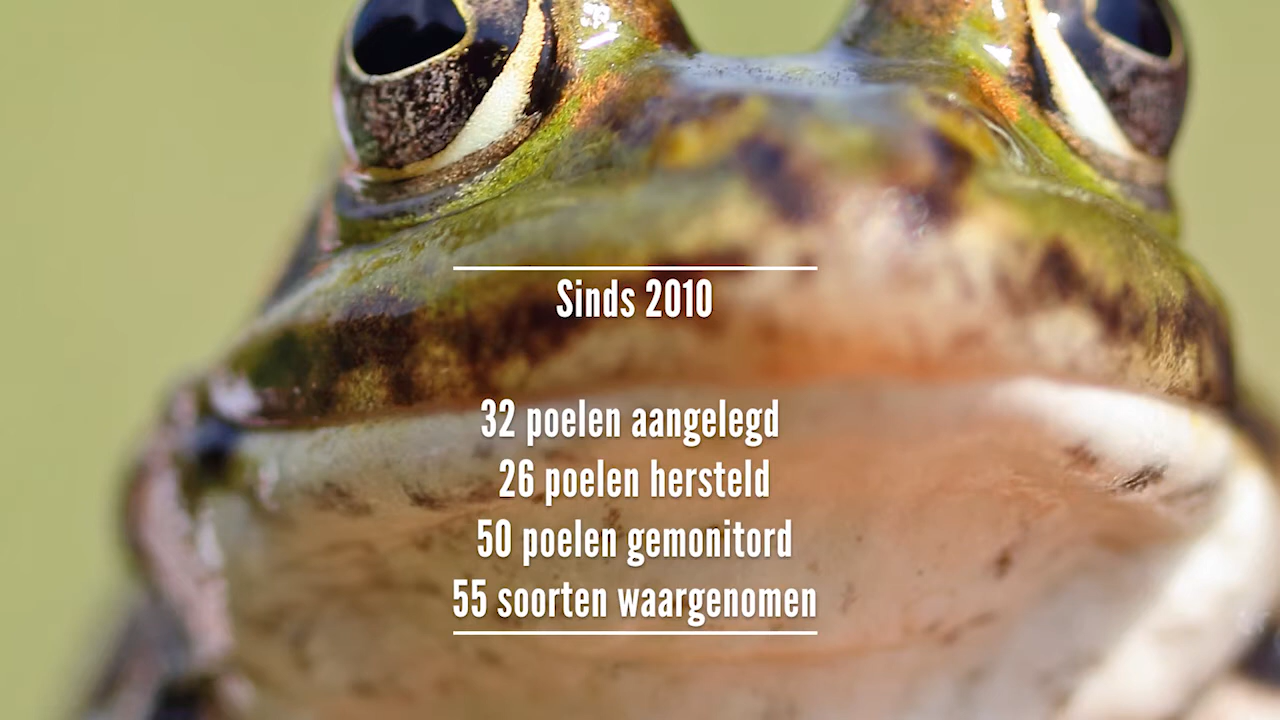 Sinds 2010
32 poelen aangelegd
26 poelen hersteld
50 poelen gemonitord
55 soorten waargenomen